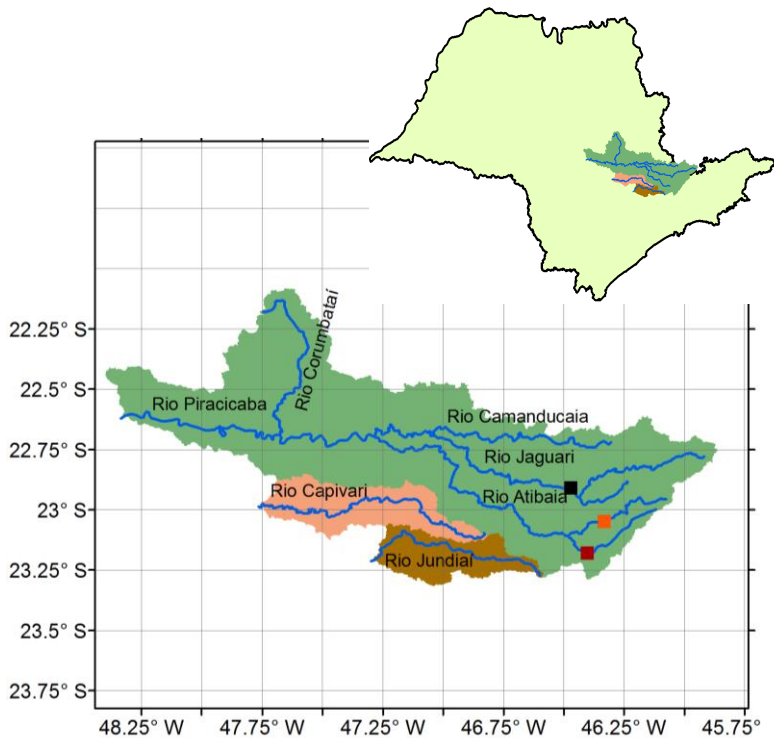 22.25° S
22.5° S
22.75° S
23° S
23.25° S
23.5° S
23.75° S
Rio Corumbataí
Rio Piracicaba
Rio Camanducaia
Rio Jaguari
Rio Capivari
Rio Atibaia
Rio Jundiaí
48.25° W
47.75° W
47.25° W
46.75° W
46.25° W
45.75° W